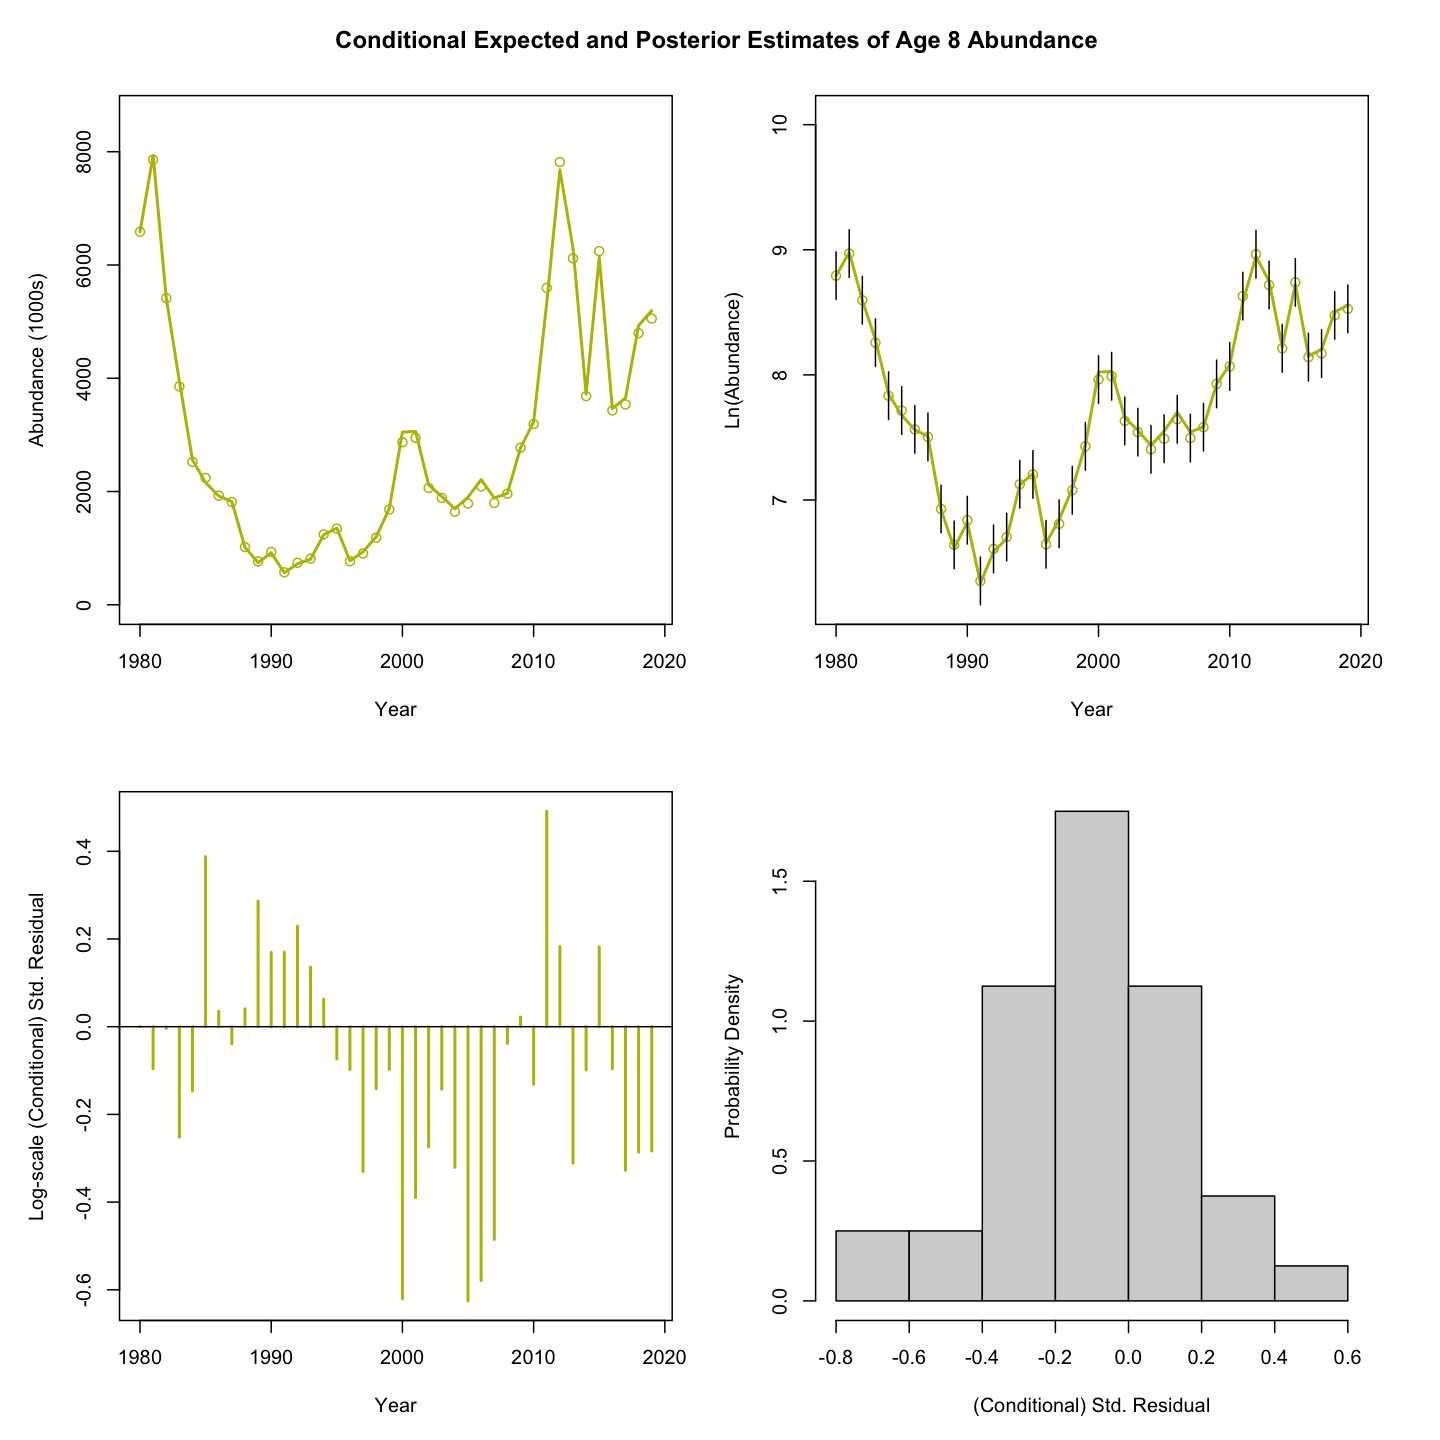 Conditional Expected and Posterior Estimates of Age 8 Abundance
Abundance (1000s)
8000
6000
4000
2000
0
1980 1990 2000 2010 2020
Year
Ln(Abundance)
10
9
8
7
1980 1990 2000 2010 2020
Year
Log-scale (Conditional) Std. Residual
0.4
0.2
0.0
-0.2
-0.4
-0.6
1980 1990 2000 2010 2020
Year
Probability Density
1.5
1.0
0.5
0.0
-0.8 -0.6 -0.4 -0.2 0.0 0.2 0.4 0.6
(Conditional) Std. Residual